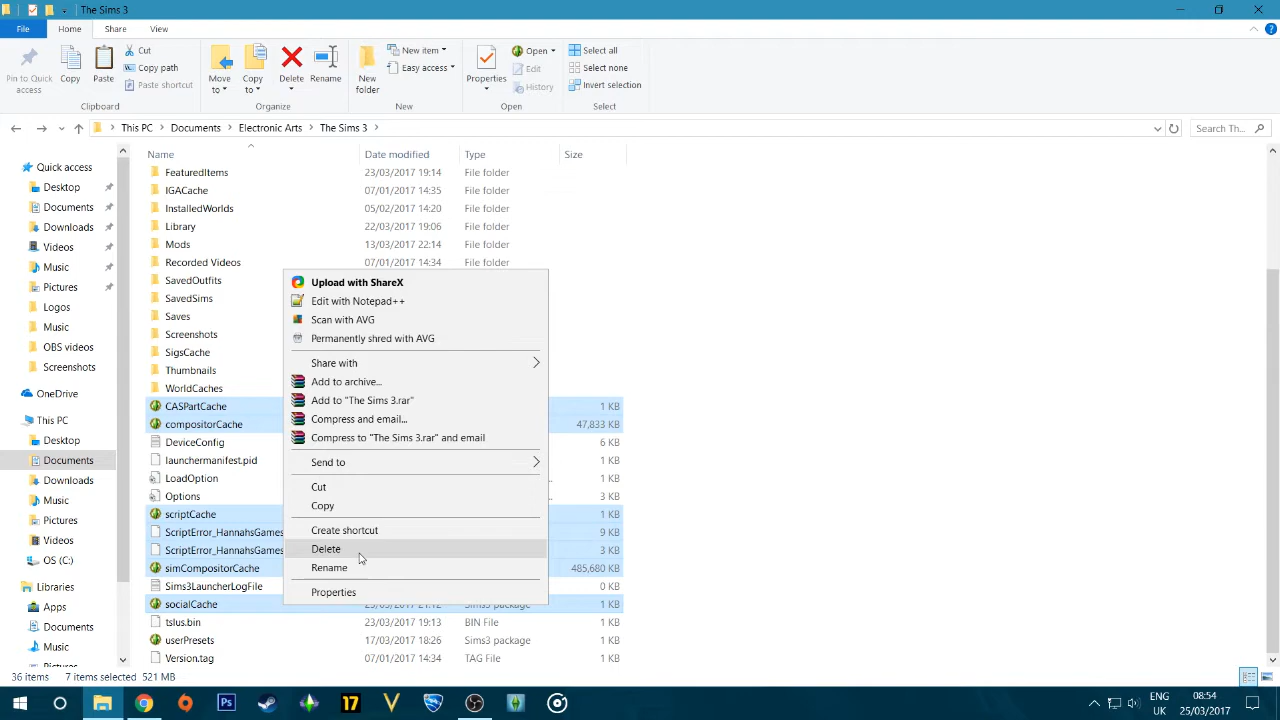 The Sims 3
File Home Share View
Pin to Quick access
Copy
Paste
Cut
Copy path
Paste shortcut
Move to
Copy to
Delete
Rename
New folder
New item
Easy access
Properties
Open
Edit
History
Select all
Select none
Invert selection
Clipboard Organize New Open Select
This PC Documents Electronic Arts The Sims 3 Search Th...
Name Date modified Type Size
Quick access
Desktop
Documents
Downloads
Videos
Music
Pictures
Logos
Music
OBS videos
Screenshots
OneDrive
This PC
Desktop
Documents
Downloads
Music
Pictures
Videos
OS (C:)
Libraries
Apps
Documents
Music
Pictures
FeaturedItems 23/03/2017 19:14 File folder
IGACache 07/01/2017 14:35 File folder
InstalledWorlds 05/02/2017 14:20 File folder
Library 22/03/2017 19:06 File folder
Mods 13/03/2017 22:14 File folder
Recorded Videos 07/01/2017 14:34 File folder
SavedOutfits
SavedSims
Saves
Screenshots
SigsCache
Thumbnails
WorldCaches
CASPartCache 1 KB
compositorCache 47,833 KB
DeviceConfig 6 KB
launchermanifest.pid 1 KB
LoadOption 1 KB
Options 3 KB
scriptCache 1 KB
ScriptError_HannahsGames 9 KB
ScriptError_HannahsGames 3 KB
simCompositorCache 485,680 KB
Sims3LauncherLogFile 0 KB
socialCache 23/03/2017 21:12 Sims3 package 1 KB
tslus.bin 23/03/2017 19:13 BIN File 1 KB
userPresets 17/03/2017 18:26 Sims3 package 1 KB
Version.tag 07/01/2017 14:34 TAG File 1 KB
Upload with ShareX
Edit with Notepad++
Scan with AVG
Permanently shred with AVG
Share with
Add to archive...
Add to "The Sims 3.rar"
Compress and email...
Compress to "The Sims 3.rar" and email
Send to
Cut
Copy
Create shortcut
Delete
Rename
Properties
36 items 7 items selected 521 MB
Ps
17
ENG
UK
08:54
25/03/2017